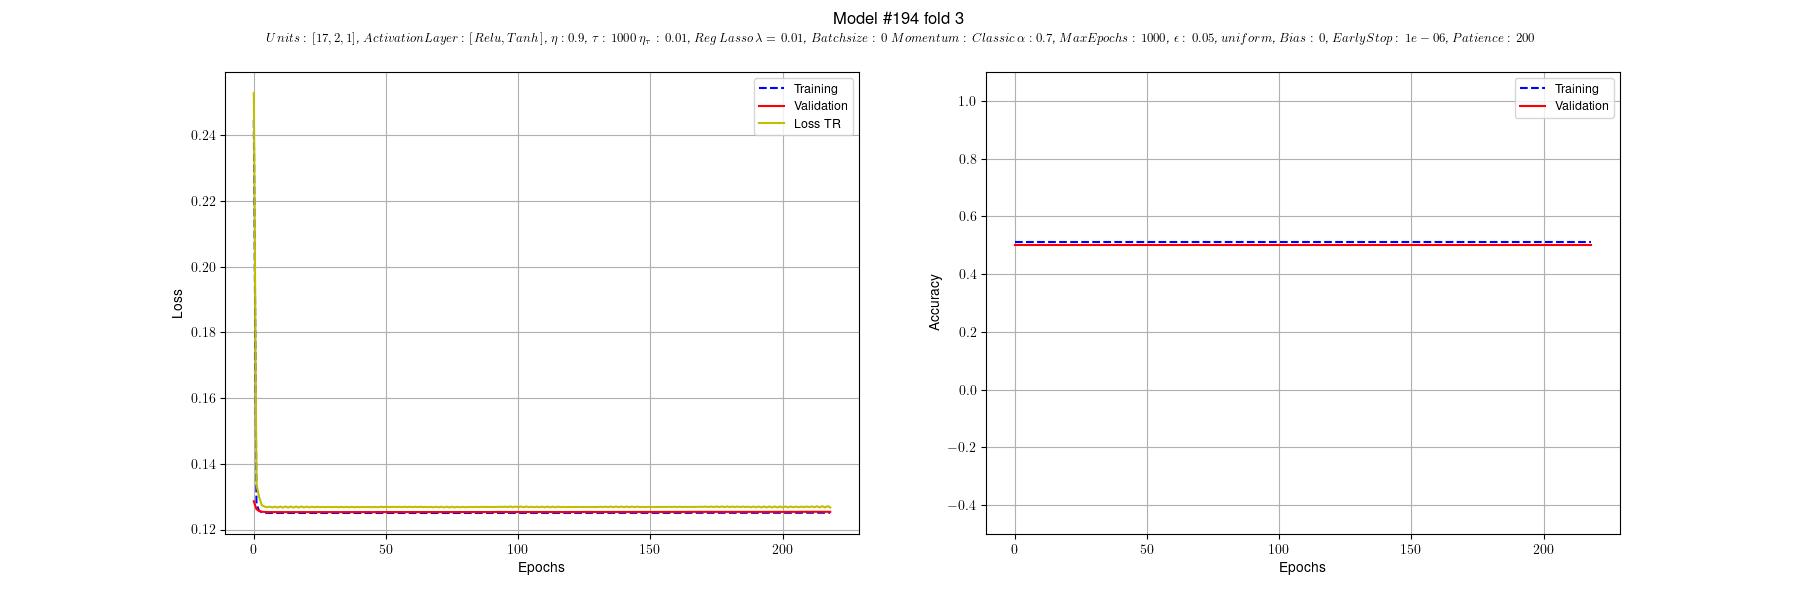 Model #194 fold 3
Units : [17, 2, 1], ActivationLayer : [Relu, Tanh], η : 0.9, τ : 1000 ητ : 0.01, Reg Lasso λ = 0.01, Batchsize : 0 Momentum : Classic α : 0.7, MaxEpochs : 1000, ϵ : 0.05, uniform, Bias : 0, EarlyStop : 1e − 06, Patience : 200
Loss
0.24
0.22
0.20
0.18
0.16
0.14
0.12
Training
Validation
Loss TR
0 50 100 150 200
Epochs
Accuracy
1.0
0.8
0.6
0.4
0.2
0.0
−0.2
−0.4
Training
Validation
0 50 100 150 200
Epochs